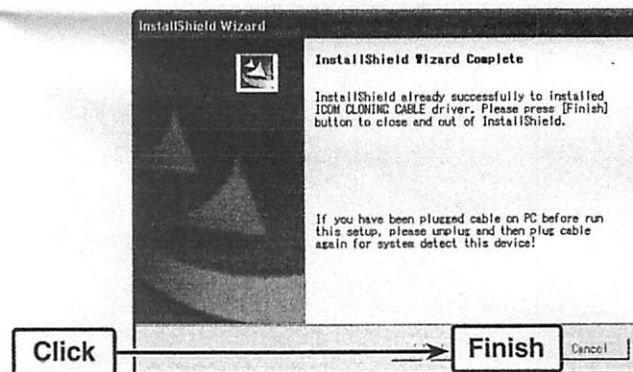 InstallShield Wizard
InstallShield Wizard Complete
InstallShield already successfully to installed
ICOM CLONING CABLE driver. Please press [Finish]
button to close and out of InstallShield.
If you have been plugged cable on PC before run
this setup, please unplug and then plug cable
again for system detect this device!
Click
Finish
Cancel